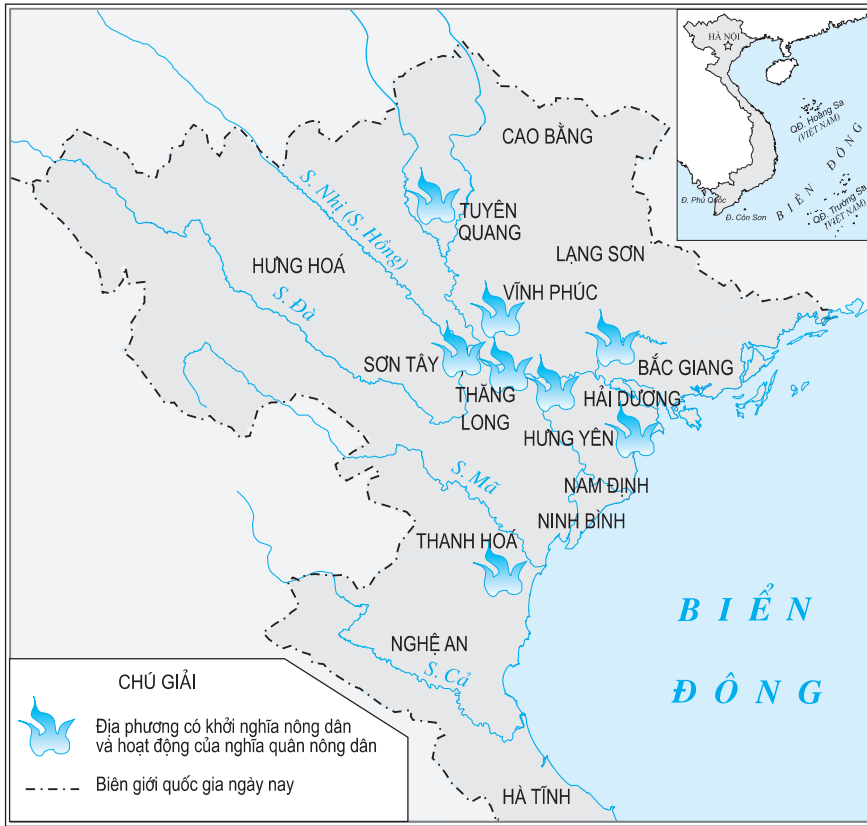 HÀ NỘI
QĐ. Hoàng Sa
(VIỆT NAM)
BIỂN ĐÔNG
Đ. Phú Quốc
Đ. Côn Sơn
QĐ. Trường Sa
(VIỆT NAM)
CAO BẰNG
S. Nhị (S. Hồng)
TUYÊN
QUANG
LẠNG SƠN
HƯNG HOÁ
S. Đà
VĨNH PHÚC
SƠN TÂY
BẮC GIANG
THĂNG
LONG
HẢI DƯƠNG
HƯNG YÊN
S. Mã
NAM ĐỊNH
NINH BÌNH
THANH HOÁ
BIỂN
ĐÔNG
NGHỆ AN
S. Cả
HÀ TĨNH
CHÚ GIẢI
Địa phương có khởi nghĩa nông dân
và hoạt động của nghĩa quân nông dân
Biên giới quốc gia ngày nay